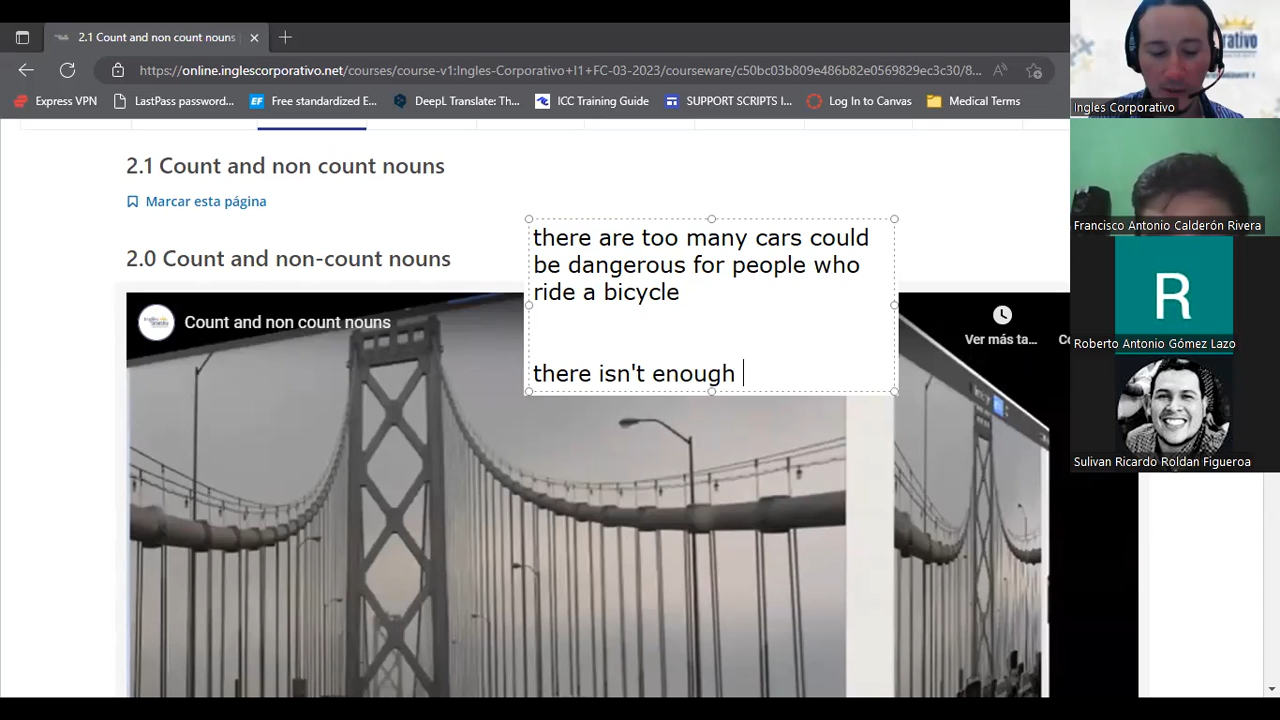 2.1 Count and non count nouns
https://online.inglescorporativo.net/courses/course-v1:Ingles-Corporativo+I1+FC-03-2023/courseware/c50bc03b809e486b82e0569829ec3c30/8...
Express VPN
LastPass password...
Free standardized E...
DeepL Translate: Th...
ICC Training Guide
SUPPORT SCRIPTS I...
Log In to Canvas
Medical Terms
2.1 Count and non count nouns
Marcar esta página
2.0 Count and non-count nouns
there are too many cars could
be dangerous for people who
ride a bicycle
there isn't enough
Count and non count nouns
Ver más ta...
Ingles Corporativo
Francisco Antonio Calderón Rivera
R
Roberto Antonio Gómez Lazo
Sulivan Ricardo Roldan Figueroa